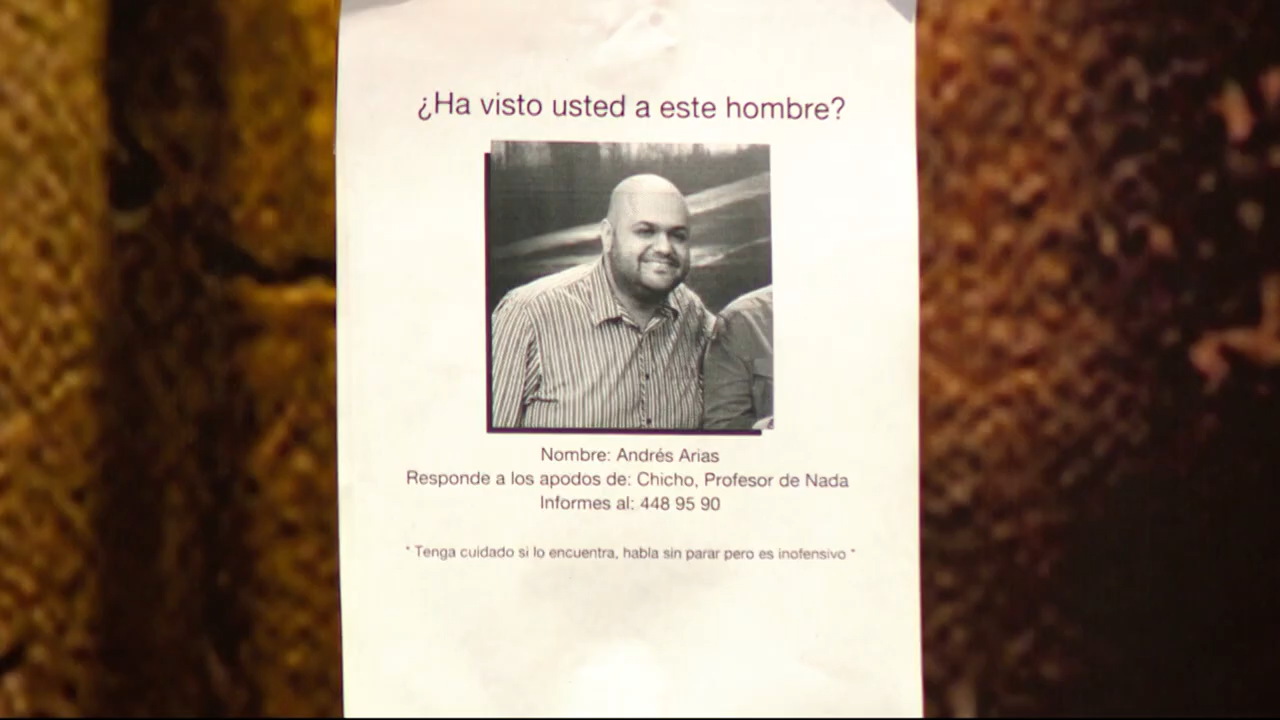 ¿Ha visto usted a este hombre?
Nombre: Andrés Arias
Responde a los apodos de: Chicho, Profesor de Nada
Informes al: 448 95 90
* Tenga cuidado si lo encuentra, habla sin parar pero es inofensivo *